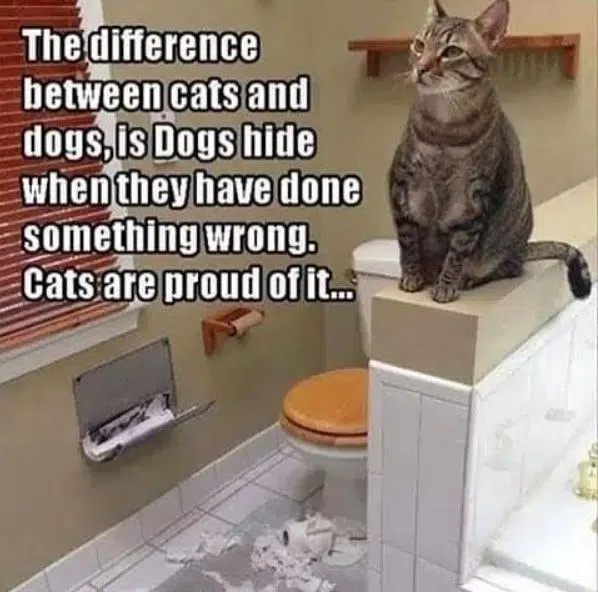 The difference
between cats and
dogs, is Dogs hide
when they have done
something wrong.
Cats are proud of it...